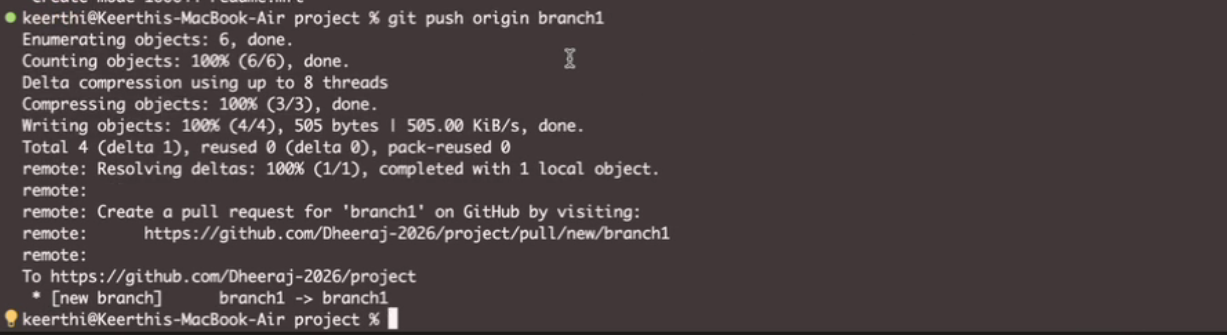 keerthi@Keerthis-MacBook-Air project % git push origin branch1
Enumerating objects: 6, done.
Counting objects: 100% (6/6), done.
Delta compression using up to 8 threads
Compressing objects: 100% (3/3), done.
Writing objects: 100% (4/4), 505 bytes | 505.00 KiB/s, done.
Total 4 (delta 1), reused 0 (delta 0), pack-reused 0
remote: Resolving deltas: 100% (1/1), completed with 1 local object.
remote:
remote: Create a pull request for 'branch1' on GitHub by visiting:
remote:      https://github.com/Dheeraj-2026/project/pull/new/branch1
remote:
To https://github.com/Dheeraj-2026/project
 * [new branch]      branch1 -> branch1
keerthi@Keerthis-MacBook-Air project %